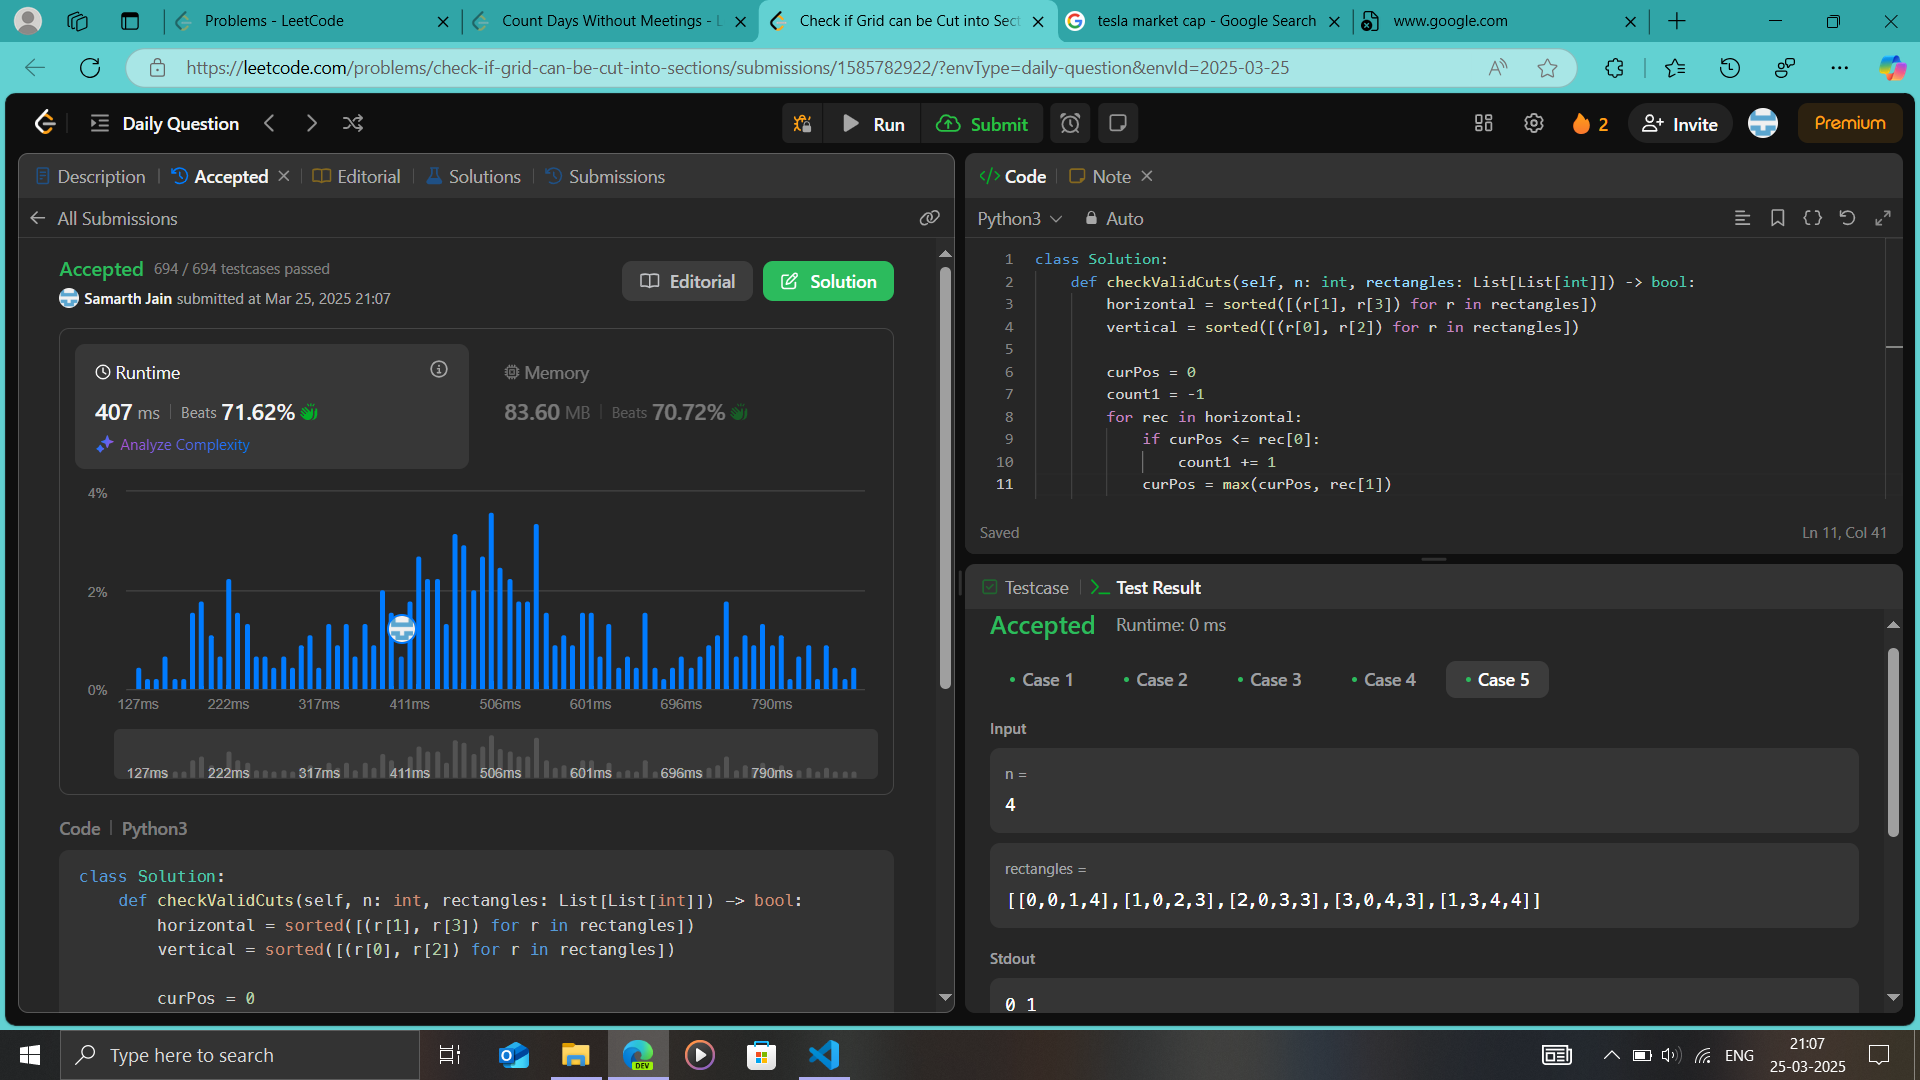 Problems - LeetCode
Count Days Without Meetings - L
Check if Grid can be Cut into Sect
tesla market cap - Google Search
www.google.com
https://leetcode.com/problems/check-if-grid-can-be-cut-into-sections/submissions/1585782922/?envType=daily-question&envId=2025-03-25
Daily Question
Run
Submit
2
Invite
Premium
Description
Accepted
Editorial
Solutions
Submissions
All Submissions
Accepted 694 / 694 testcases passed
Samarth Jain submitted at Mar 25, 2025 21:07
Editorial
Solution
Runtime
407 ms | Beats 71.62%
Analyze Complexity
Memory
83.60 MB | Beats 70.72%
4%
2%
0%
127ms 222ms 317ms 411ms 506ms 601ms 696ms 790ms
127ms 222ms 317ms 411ms 506ms 601ms 696ms 790ms
Code | Python3
class Solution:
def checkValidCuts(self, n: int, rectangles: List[List[int]]) -> bool:
horizontal = sorted([(r[1], r[3]) for r in rectangles])
vertical = sorted([(r[0], r[2]) for r in rectangles])
curPos = 0
</> Code
Note
Python3
Auto
1 class Solution:
2 def checkValidCuts(self, n: int, rectangles: List[List[int]]) -> bool:
3 horizontal = sorted([(r[1], r[3]) for r in rectangles])
4 vertical = sorted([(r[0], r[2]) for r in rectangles])
5
6 curPos = 0
7 count1 = -1
8 for rec in horizontal:
9 if curPos <= rec[0]:
10 count1 += 1
11 curPos = max(curPos, rec[1])
Saved
Ln 11, Col 41
Testcase
Test Result
Accepted Runtime: 0 ms
Case 1
Case 2
Case 3
Case 4
Case 5
Input
n =
4
rectangles =
[[0,0,1,4],[1,0,2,3],[2,0,3,3],[3,0,4,3],[1,3,4,4]]
Stdout
0 1
Type here to search
DEV
ENG
21:07
25-03-2025